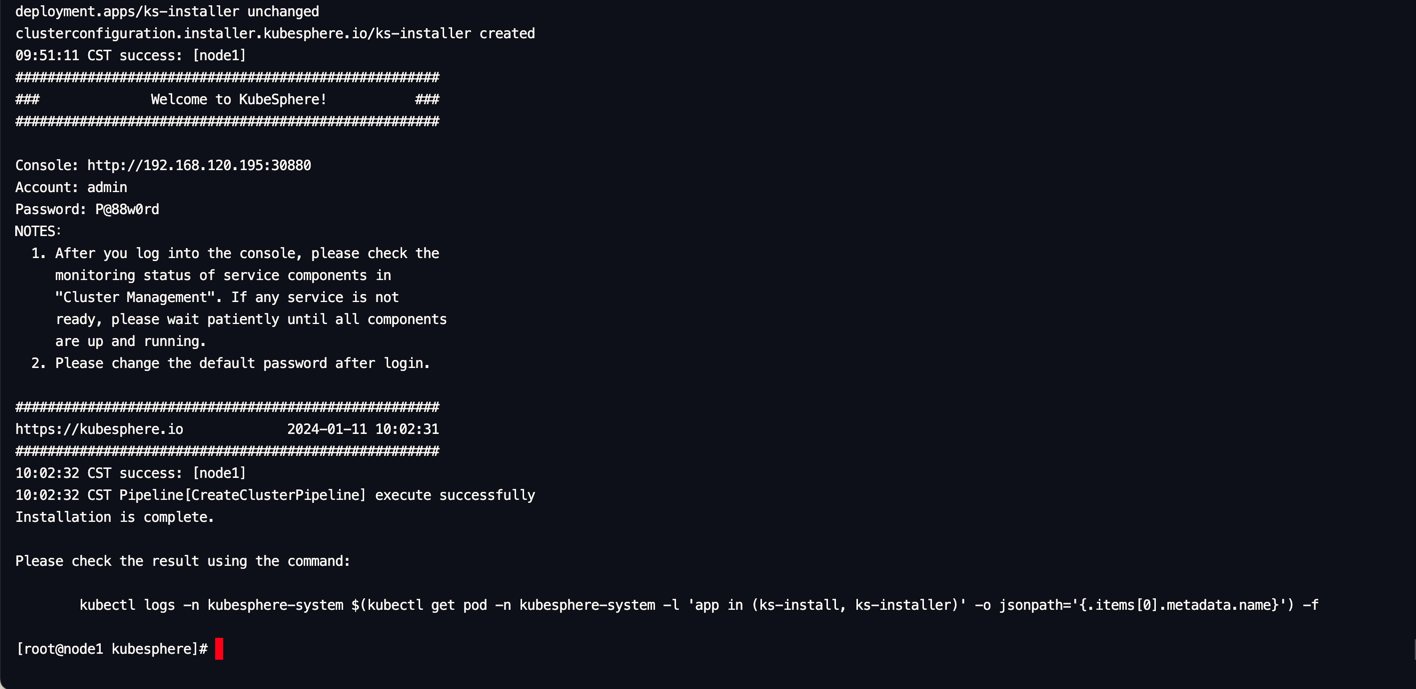 deployment.apps/ks-installer unchanged
clusterconfiguration.installer.kubesphere.io/ks-installer created
09:51:11 CST success: [node1]
#####################################################
###              Welcome to KubeSphere!           ###
#####################################################
Console: http://192.168.120.195:30880
Account: admin
Password: P@88w0rd
NOTES:
  1. After you log into the console, please check the
     monitoring status of service components in
     "Cluster Management". If any service is not
     ready, please wait patiently until all components
     are up and running.
  2. Please change the default password after login.
#####################################################
https://kubesphere.io             2024-01-11 10:02:31
#####################################################
10:02:32 CST success: [node1]
10:02:32 CST Pipeline[CreateClusterPipeline] execute successfully
Installation is complete.
Please check the result using the command:
        kubectl logs -n kubesphere-system $(kubectl get pod -n kubesphere-system -l 'app in (ks-install, ks-installer)' -o jsonpath='{.items[0].metadata.name}') -f
[root@node1 kubesphere]#